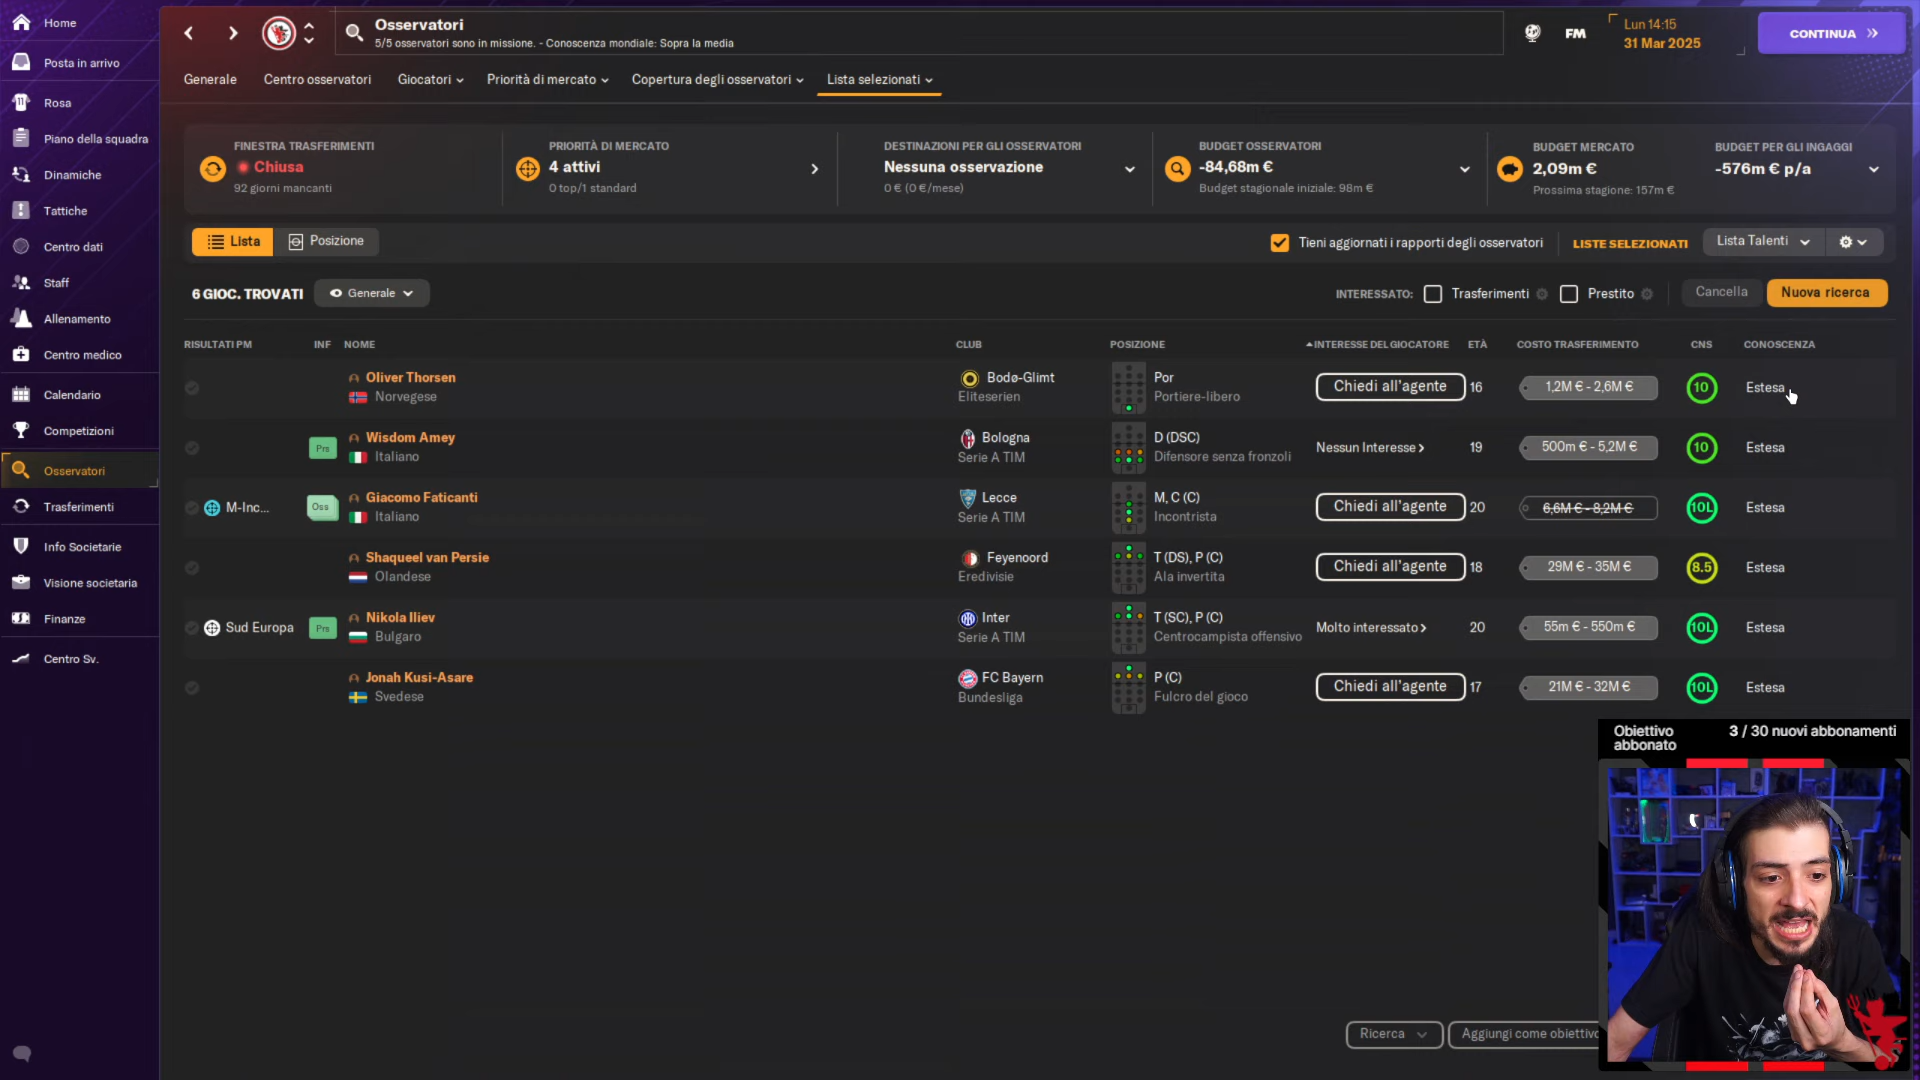 Home
Posta in arrivo
Rosa
Piano della squadra
Dinamiche
Tattiche
Centro dati
Staff
Allenamento
Centro medico
Calendario
Competizioni
Osservatori
Trasferimenti
Info Societarie
Visione societaria
Finanze
Centro Sv.
Osservatori
5/5 osservatori sono in missione. - Conoscenza mondiale: Sopra la media
FM
Lun 14:15
31 Mar 2025
CONTINUA
Generale
Centro osservatori
Giocatori
Priorità di mercato
Copertura degli osservatori
Lista selezionati
FINESTRA TRASFERIMENTI
Chiusa
92 giorni mancanti
PRIORITÀ DI MERCATO
4 attivi
0 top/1 standard
DESTINAZIONI PER GLI OSSERVATORI
Nessuna osservazione
0 € (0 €/mese)
BUDGET OSSERVATORI
-84,68m €
Budget stagionale iniziale: 98m €
BUDGET MERCATO
2,09m €
Prossima stagione: 157m €
BUDGET PER GLI INGAGGI
-576m € p/a
Lista
Posizione
Tieni aggiornati i rapporti degli osservatori
LISTE SELEZIONATI
Lista Talenti
6 GIOC. TROVATI
Generale
INTERESSATO:
Trasferimenti
Prestito
Cancella
Nuova ricerca
RISULTATI PM INF NOME CLUB POSIZIONE INTERESSE DEL GIOCATORE ETÀ COSTO TRASFERIMENTO CNS CONOSCENZA
Oliver Thorsen Bodø-Glimt Por Chiedi all'agente 16 1,2M € - 2,6M € 10 Estesa
Norvegese Eliteserien Portiere-libero
Prs Wisdom Amey Bologna D (DSC) Nessun Interesse 19 500m € - 5,2M € 10 Estesa
Italiano Serie A TIM Difensore senza fronzoli
M-Inc... Oss Giacomo Faticanti Lecce M, C (C) Chiedi all'agente 20 6,6M € - 8,2M € 10L Estesa
Italiano Serie A TIM Incontrista
Shaqueel van Persie Feyenoord T (DS), P (C) Chiedi all'agente 18 29M € - 35M € 8.5 Estesa
Olandese Eredivisie Ala invertita
Sud Europa Prs Nikola Iliev Inter T (SC), P (C) Molto interessato 20 55m € - 550m € 10L Estesa
Bulgaro Serie A TIM Centrocampista offensivo
Jonah Kusi-Asare FC Bayern P (C) Chiedi all'agente 17 21M € - 32M € 10L Estesa
Svedese Bundesliga Fulcro del gioco
Obiettivo
abbonato
3 / 30 nuovi abbonamenti
Ricerca
Aggiungi come obiettivo